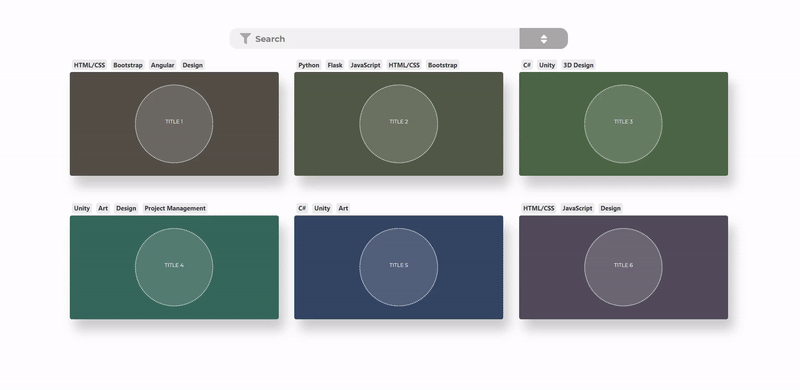 Search
HTML/CSS Bootstrap Angular Design
Python Flask JavaScript HTML/CSS Bootstrap
C# Unity 3D Design
TITLE 1
TITLE 2
TITLE 3
Unity Art Design Project Management
C# Unity Art
HTML/CSS JavaScript Design
TITLE 4
TITLE 5
TITLE 6